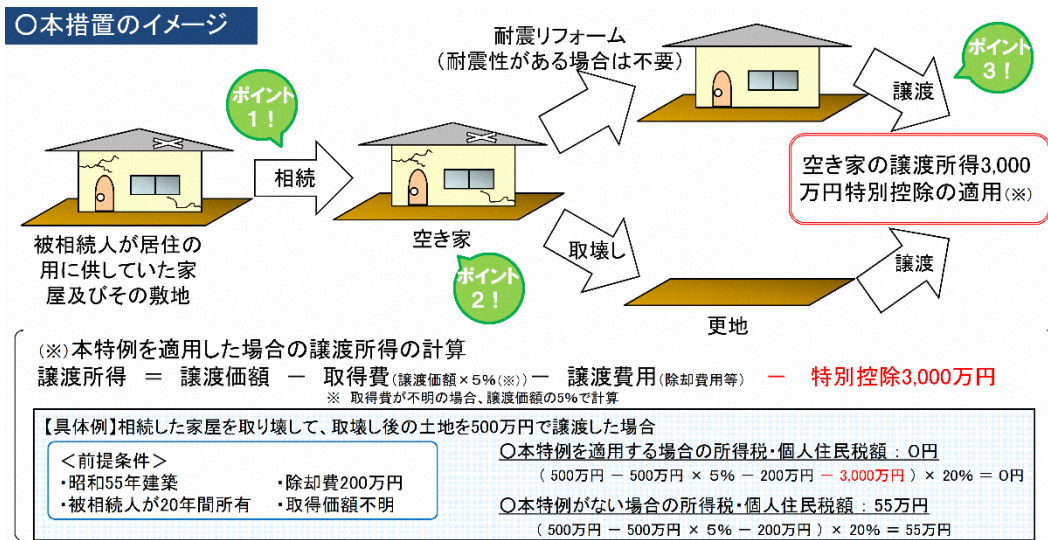 〇本措置のイメージ
耐震リフォーム
(耐震性がある場合は不要)
ポイント
1!
ポイント
3!
譲渡
相続
空き家の譲渡所得3,000
万円特別控除の適用(※)
空き家
取壊し
譲渡
被相続人が居住の
用に供していた家
屋及びその敷地
ポイント
2!
更地
(※)本特例を適用した場合の譲渡所得の計算
譲渡所得 = 譲渡価額 - 取得費(譲渡価額×5%(※)) - 譲渡費用(除却費用等) - 特別控除3,000万円
※ 取得費が不明の場合、譲渡価額の5%で計算
【具体例】相続した家屋を取り壊して、取壊し後の土地を500万円で譲渡した場合
<前提条件>
・昭和55年建築 ・除却費200万円
・被相続人が20年間所有 ・取得価額不明
〇本特例を適用する場合の所得税・個人住民税額 : 0円
(500万円 - 500万円 × 5% - 200万円 - 3,000万円) × 20% = 0円
〇本特例がない場合の所得税・個人住民税額 : 55万円
(500万円 - 500万円 × 5% - 200万円) × 20% = 55万円